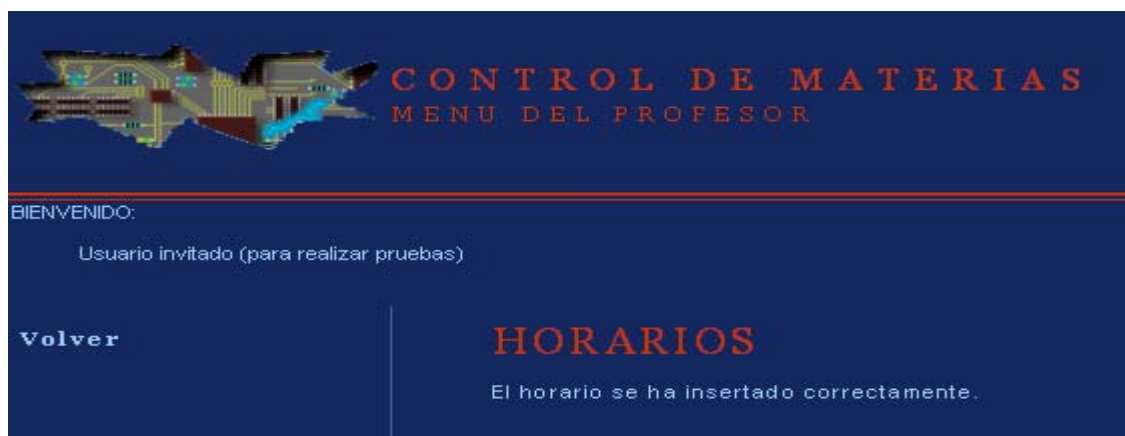 CONTROL DE MATERIAS
MENU DEL PROFESOR
BIENVENIDO:
Usuario invitado (para realizar pruebas)
Volver
HORARIOS
El horario se ha insertado correctamente.